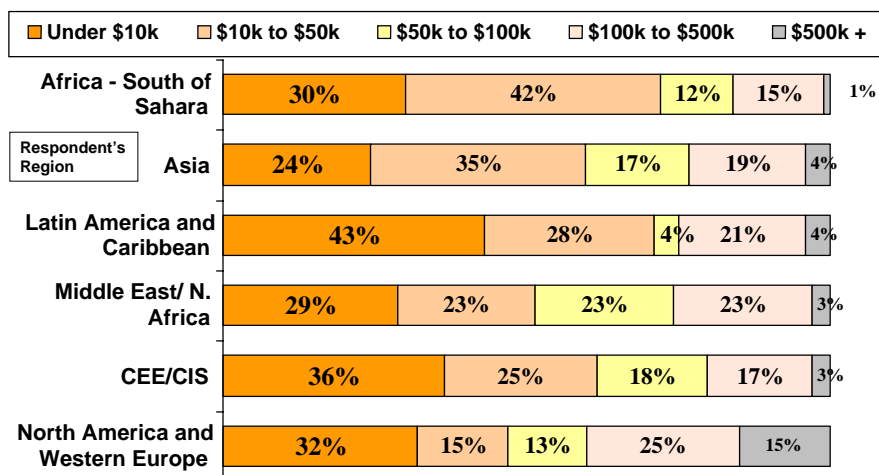 Under $10k $10k to $50k $50k to $100k $100k to $500k $500k +
Africa - South of
Sahara
30% 42% 12% 15% 1%
Respondent's
Region
Asia
24% 35% 17% 19% 4%
Latin America and
Caribbean
43% 28% 4% 21% 4%
Middle East/ N.
Africa
29% 23% 23% 23% 3%
CEE/CIS
36% 25% 18% 17% 3%
North America and
Western Europe
32% 15% 13% 25% 15%